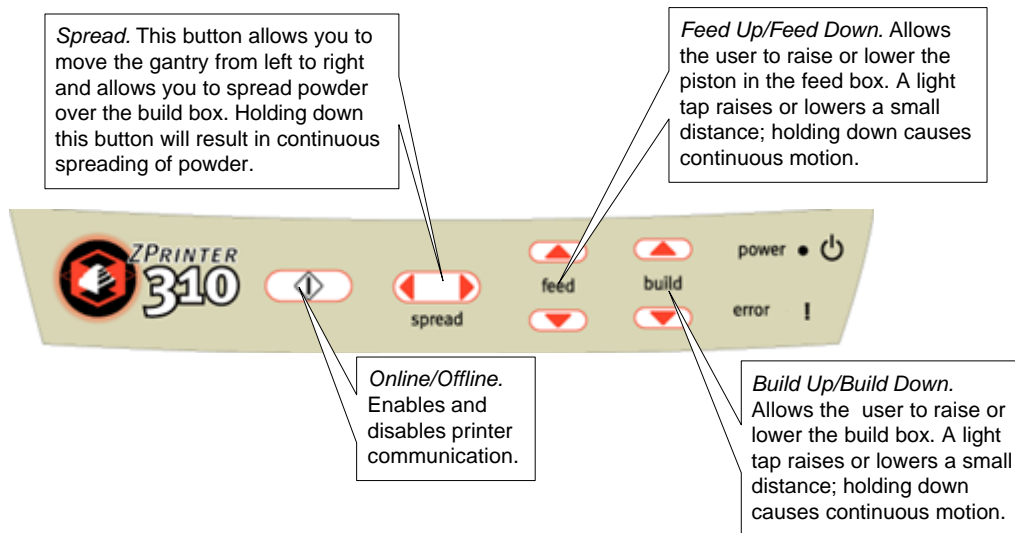 Spread. This button allows you to
move the gantry from left to right
and allows you to spread powder
over the build box. Holding down
this button will result in continuous
spreading of powder.
Feed Up/Feed Down. Allows
the user to raise or lower the
piston in the feed box. A light
tap raises or lowers a small
distance; holding down causes
continuous motion.
ZPRINTER
310
spread
feed
build
power
error !
Online/Offline.
Enables and
disables printer
communication.
Build Up/Build Down.
Allows the  user to raise or
lower the build box. A light
tap raises or lowers a small
distance; holding down
causes continuous motion.